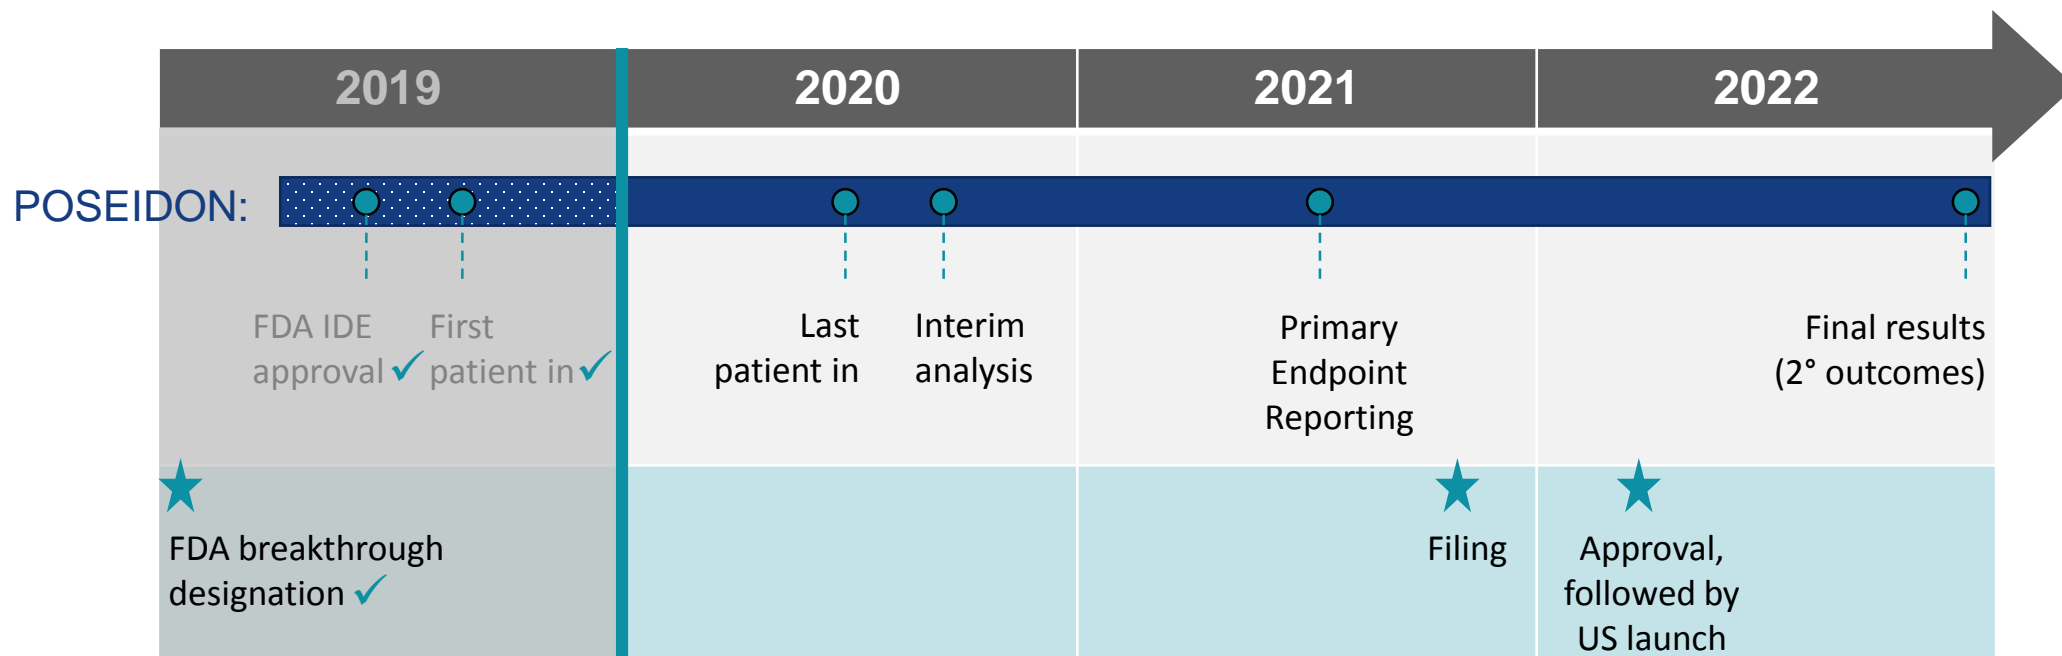 2019
2020
2021
2022
POSEIDON:
FDA IDE
approval ✓
First
patient in ✓
Last
patient in
Interim
analysis
Primary
Endpoint
Reporting
Final results
(2° outcomes)
FDA breakthrough
designation ✓
Filing
Approval,
followed by
US launch